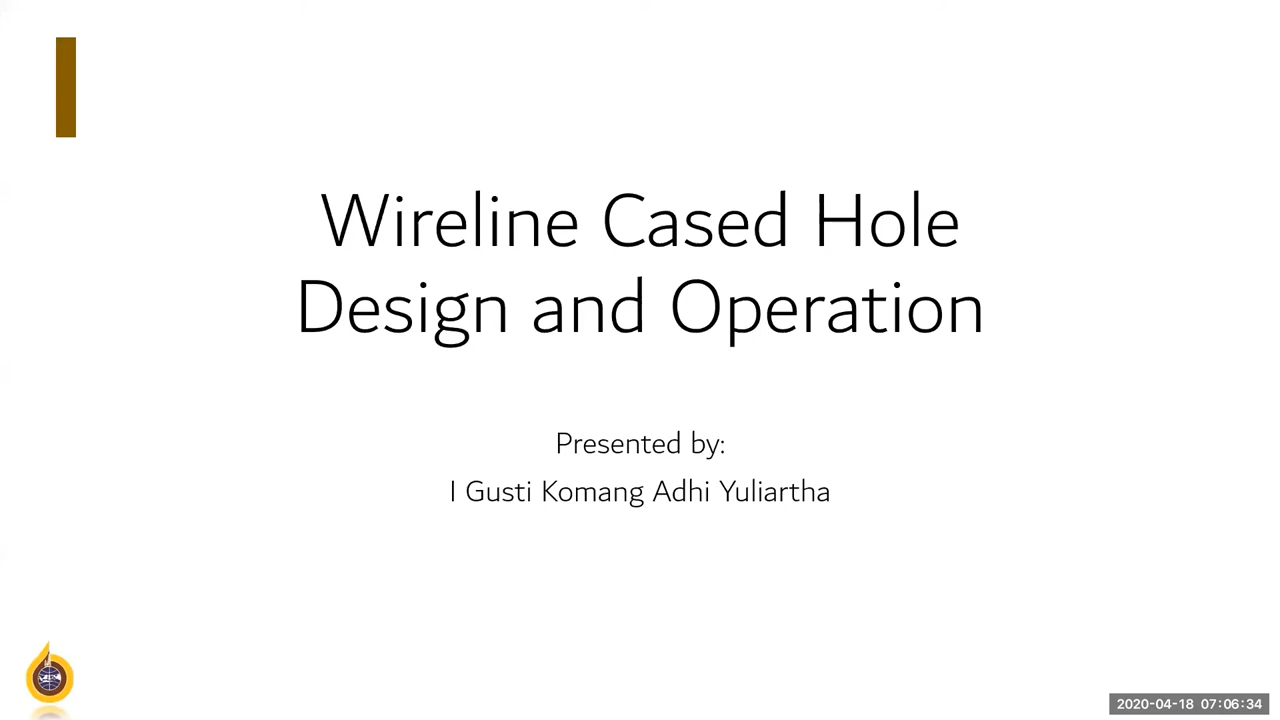 Wireline Cased Hole
Design and Operation
Presented by:
I Gusti Komang Adhi Yuliartha
2020-04-18 07:06:34